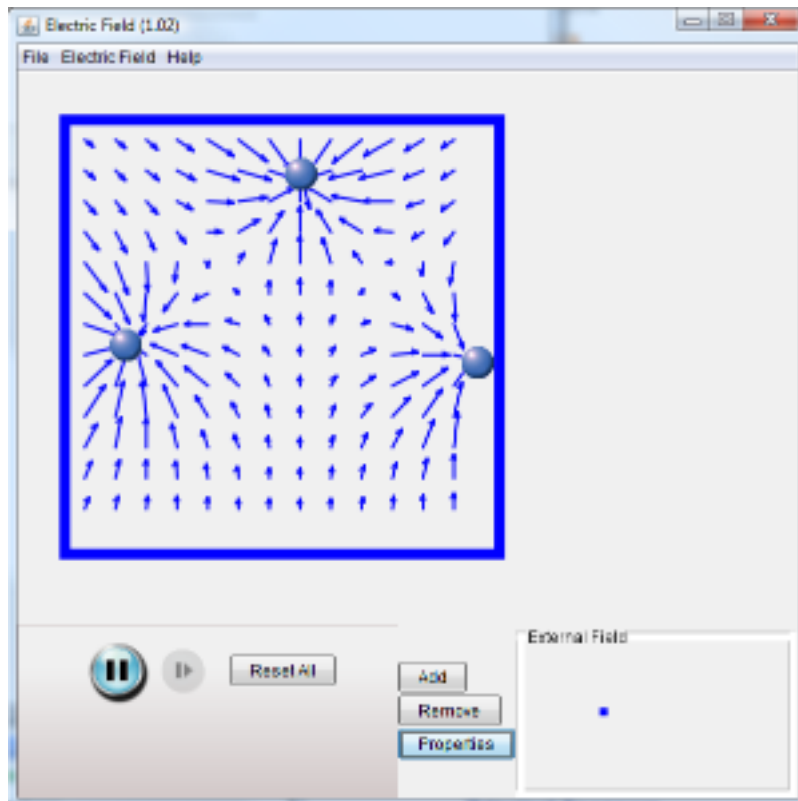 Electric Field (1.02)
File Electric Field Help
External Field
Reset All
Add
Remove
Properties